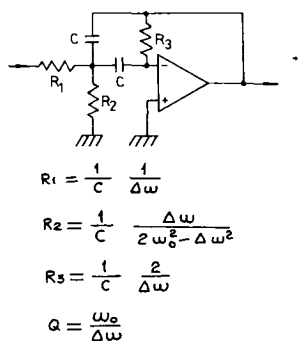 C
R3
C
R1
R2
−
+
R1 = 1/C 1/Δω
R2 = 1/C Δω/(2ω₀² − Δω²)
R3 = 1/C 2/Δω
Q = ω₀/Δω